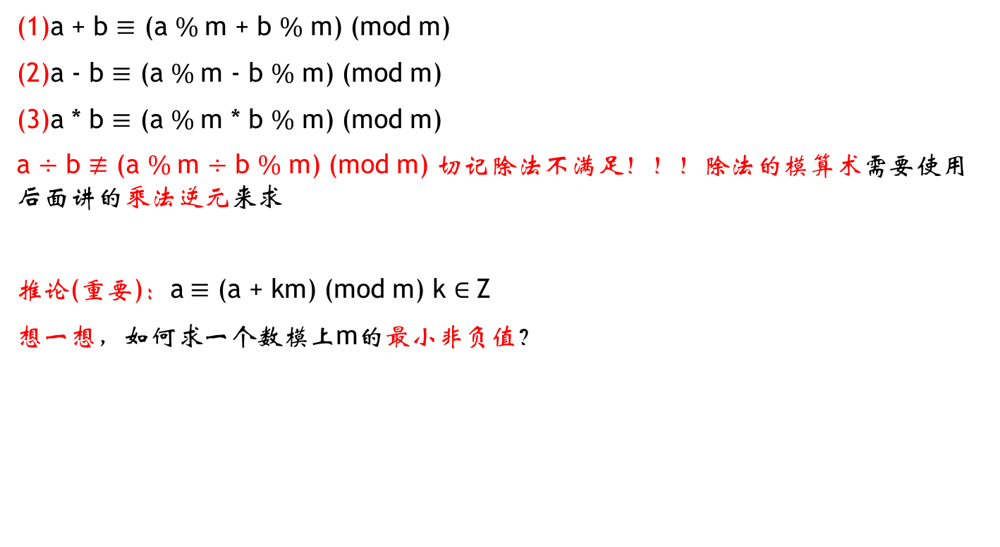 (1)a + b ≡ (a % m + b % m) (mod m)
(2)a - b ≡ (a % m - b % m) (mod m)
(3)a * b ≡ (a % m * b % m) (mod m)
a ÷ b ≢ (a % m ÷ b % m) (mod m) 切记除法不满足！！！除法的模算术需要使用
后面讲的乘法逆元来求
推论(重要)：a ≡ (a + km) (mod m) k ∈ Z
想一想，如何求一个数模上m的最小非负值？